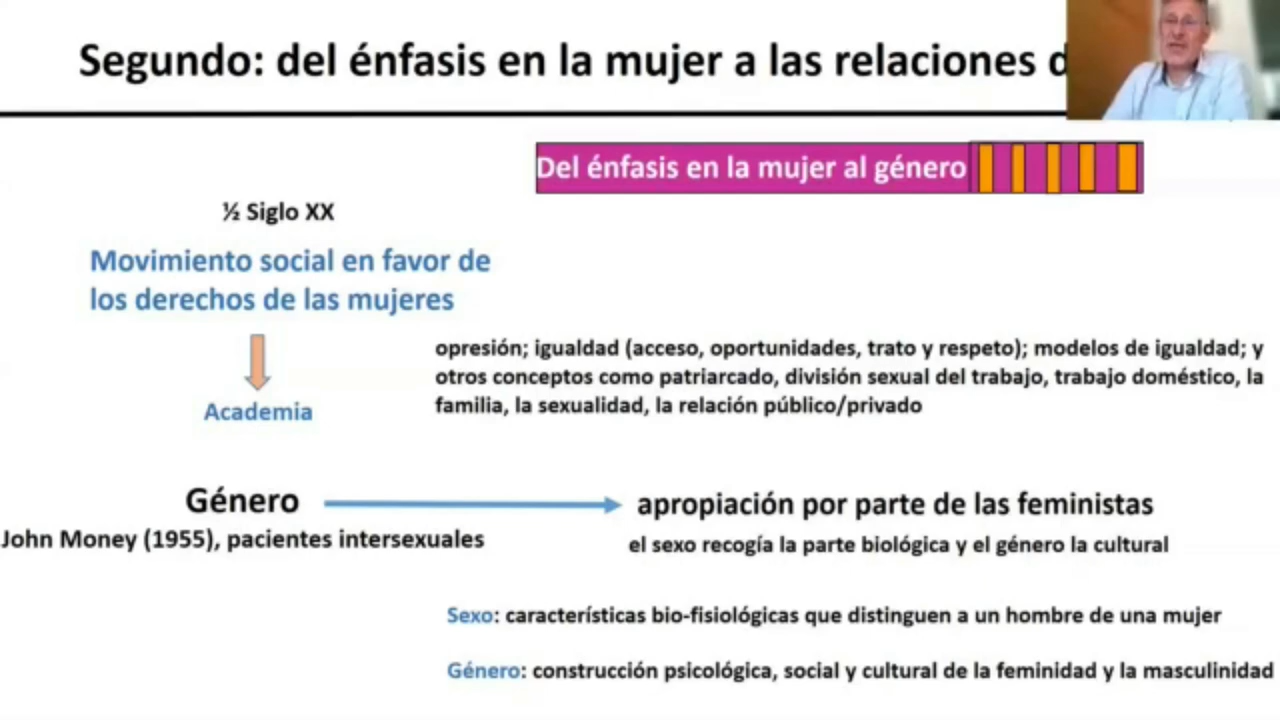 Segundo: del énfasis en la mujer a las relaciones
Del énfasis en la mujer al género
½ Siglo XX
Movimiento social en favor de
los derechos de las mujeres
opresión; igualdad (acceso, oportunidades, trato y respeto); modelos de igualdad; y
otros conceptos como patriarcado, división sexual del trabajo, trabajo doméstico, la
familia, la sexualidad, la relación público/privado
Academia
Género
apropiación por parte de las feministas
John Money (1955), pacientes intersexuales
el sexo recogía la parte biológica y el género la cultural
Sexo: características bio-fisiológicas que distinguen a un hombre de una mujer
Género: construcción psicológica, social y cultural de la feminidad y la masculinidad